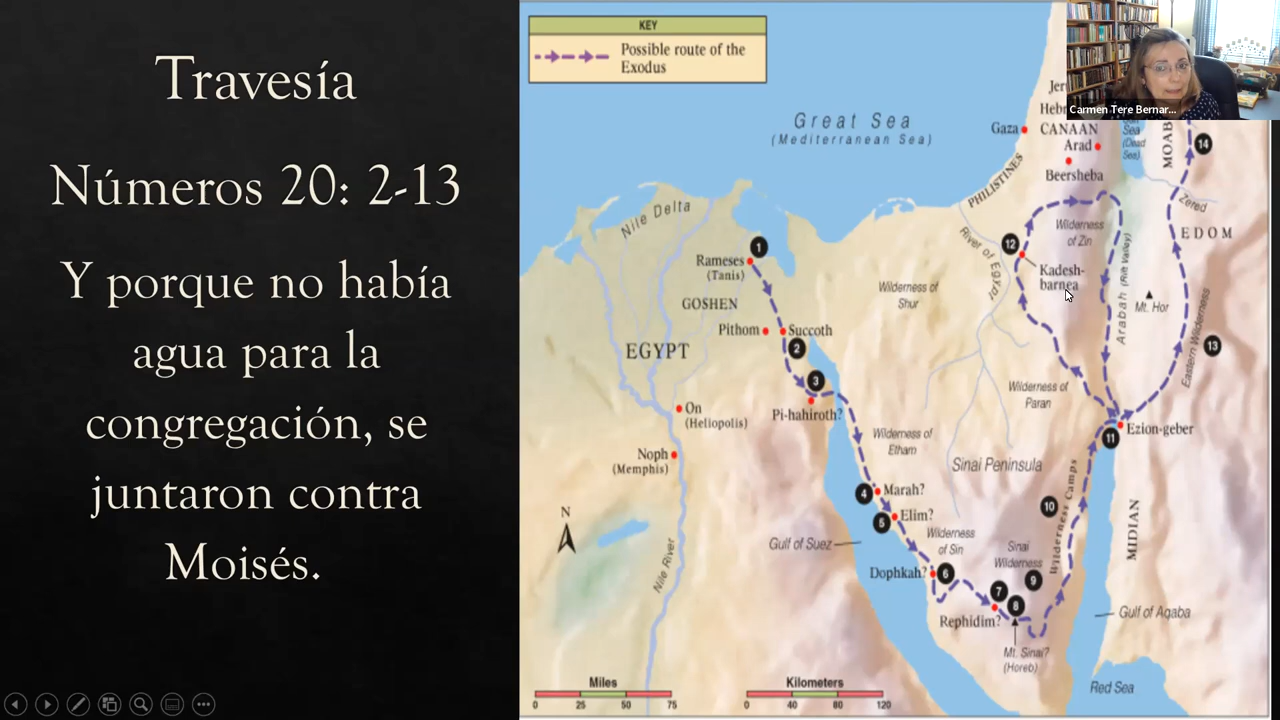 Travesía
Números 20: 2-13
Y porque no había
agua para la
congregación, se
juntaron contra
Moisés.
KEY
Possible route of the
Exodus
Carmen Tere Bernar...
Great Sea
(Mediterranean Sea)
Gaza
CANAAN
Arad
Beersheba
Sea
(Dead
Sea)
MOAB
14
PHILISTINES
Zered
EDOM
Nile Delta
1
Rameses
(Tanis)
GOSHEN
Pithom
Succoth
2
EGYPT
3
Pi-hahiroth?
On
(Heliopolis)
Noph
(Memphis)
River of Egypt
12
Wilderness
of Zin
Kadesh-
barnea
Wilderness of
Shur
Arabah (Rift Valley)
Mt. Hor
Eastern Wilderness
13
Wilderness of
Paran
Wilderness of
Etham
Sinai Peninsula
Ezion-geber
11
4
Marah?
5
Elim?
10
Wilderness Camps
MIDIAN
N
Nile River
Gulf of Suez
Wilderness
of Sin
Sinai
Wilderness
Dophkah?
6
7
8
9
Rephidim?
Mt. Sinai?
(Horeb)
Gulf of Aqaba
Red Sea
Miles
0 25 50 75
Kilometers
0 40 80 120